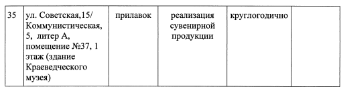 35 ул. Советская,15/ прилавок реализация круглогодично
Коммунистическая, сувенирной
5, литер А, продукции
помещение №37, 1
этаж (здание
Краеведческого
музея)